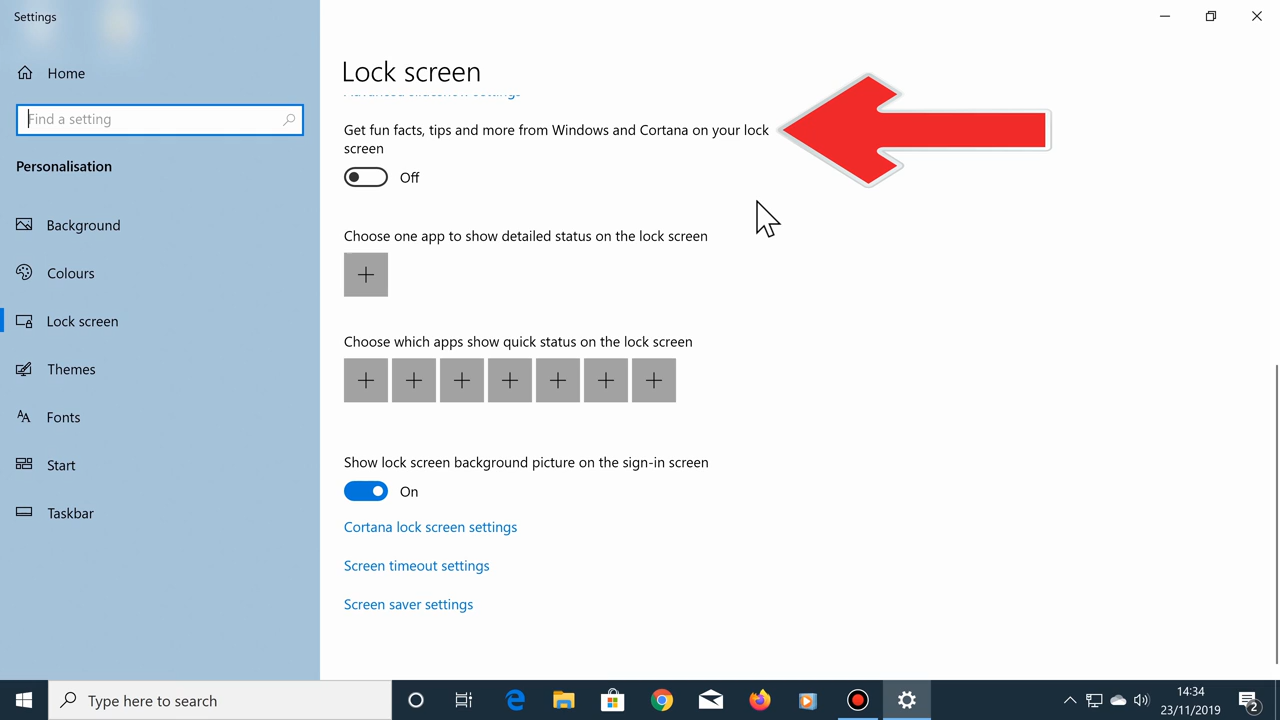 Settings
Home
Find a setting
Personalisation
Background
Colours
Lock screen
Themes
Fonts
Start
Taskbar
Lock screen
Advanced slideshow settings
Get fun facts, tips and more from Windows and Cortana on your lock
screen
Off
Choose one app to show detailed status on the lock screen
Choose which apps show quick status on the lock screen
Show lock screen background picture on the sign-in screen
On
Cortana lock screen settings
Screen timeout settings
Screen saver settings
Type here to search
14:34
23/11/2019
2